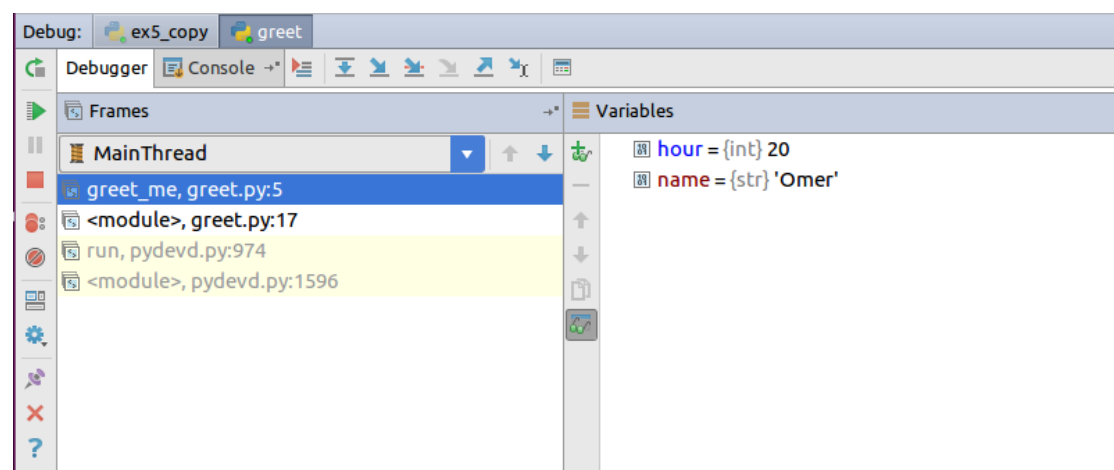 Debug: ex5_copy greet
Debugger Console
Frames
Variables
MainThread
greet_me, greet.py:5
<module>, greet.py:17
run, pydevd.py:974
<module>, pydevd.py:1596
hour = {int} 20
name = {str} 'Omer'
?